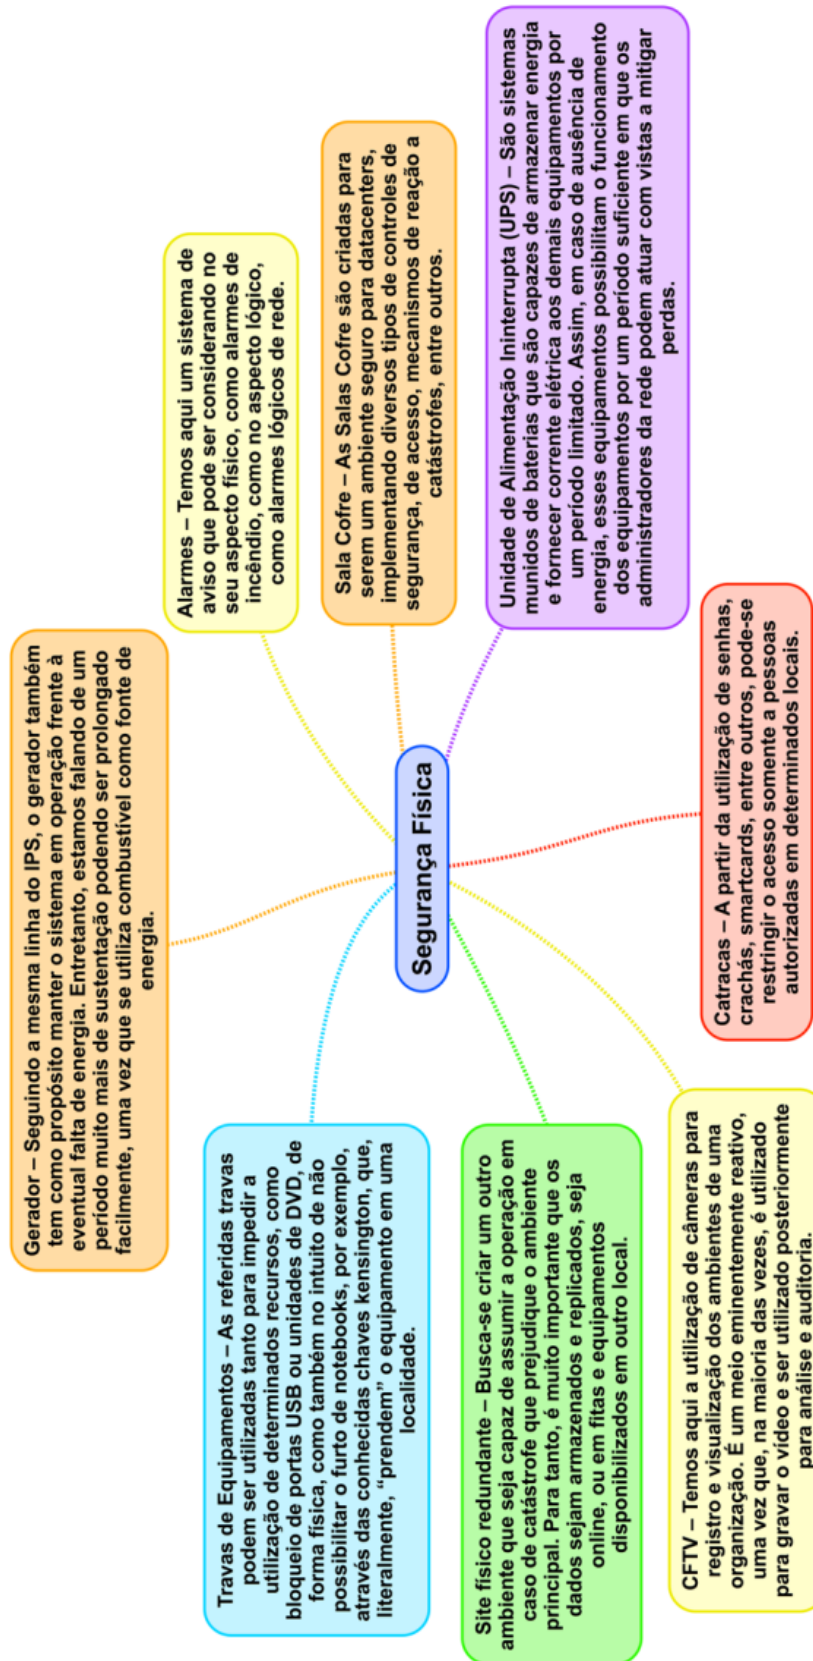 Gerador – Seguindo a mesma linha do IPS, o gerador também
tem como propósito manter o sistema em operação frente à
eventual falta de energia. Entretanto, estamos falando de um
período muito mais de sustentação podendo ser prolongado
facilmente, uma vez que se utiliza combustível como fonte de
energia.
Alarmes – Temos aqui um sistema de
aviso que pode ser considerando no
seu aspecto físico, como alarmes de
incêndio, como no aspecto lógico,
como alarmes lógicos de rede.
Travas de Equipamentos – As referidas travas
podem ser utilizadas tanto para impedir a
utilização de determinados recursos, como
bloqueio de portas USB ou unidades de DVD, de
forma física, como também no intuito de não
possibilitar o furto de notebooks, por exemplo,
através das conhecidas chaves kensington, que,
literalmente, “prendem” o equipamento em uma
localidade.
Sala Cofre – As Salas Cofre são criadas para
serem um ambiente seguro para datacenters,
implementando diversos tipos de controles de
segurança, de acesso, mecanismos de reação a
catástrofes, entre outros.
Segurança Física
Site físico redundante – Busca-se criar um outro
ambiente que seja capaz de assumir a operação em
caso de catástrofe que prejudique o ambiente
principal. Para tanto, é muito importante que os
dados sejam armazenados e replicados, seja
online, ou em fitas e equipamentos
disponibilizados em outro local.
Unidade de Alimentação Ininterrupta (UPS) – São sistemas
munidos de baterias que são capazes de armazenar energia
e fornecer corrente elétrica aos demais equipamentos por
um período limitado. Assim, em caso de ausência de
energia, esses equipamentos possibilitam o funcionamento
dos equipamentos por um período suficiente em que os
administradores da rede podem atuar com vistas a mitigar
perdas.
CFTV – Temos aqui a utilização de câmeras para
registro e visualização dos ambientes de uma
organização. É um meio eminentemente reativo,
uma vez que, na maioria das vezes, é utilizado
para gravar o vídeo e ser utilizado posteriormente
para análise e auditoria.
Catracas – A partir da utilização de senhas,
crachás, smartcards, entre outros, pode-se
restringir o acesso somente a pessoas
autorizadas em determinados locais.